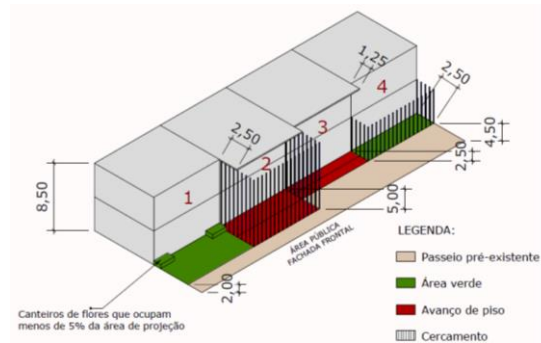 1,25
2,50
4
2,50
3
4,50
2,50
2
2,50
1
8,50
5,00
ÁREA PÚBLICA
FACHADA FRONTAL
2,00
Canteiros de flores que ocupam
menos de 5% da área de projeção
LEGENDA:
Passeio pré-existente
Área verde
Avanço de piso
Cercamento